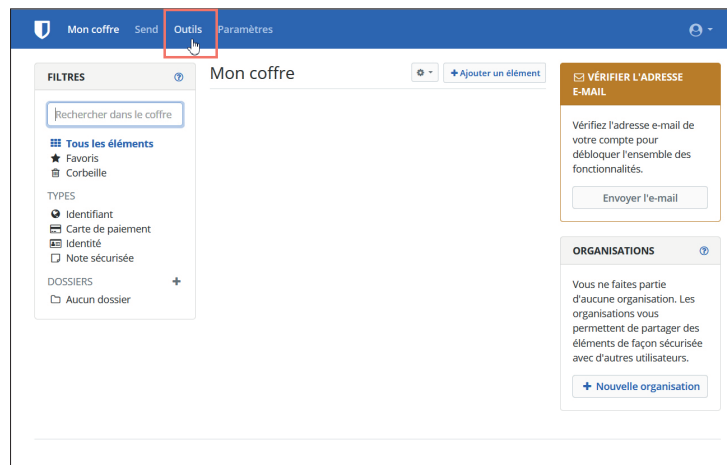 Mon coffre Send Outils Paramètres
FILTRES
Rechercher dans le coffre
Tous les éléments
Favoris
Corbeille
TYPES
Identifiant
Carte de paiement
Identité
Note sécurisée
DOSSIERS
Aucun dossier
Mon coffre
Ajouter un élément
VÉRIFIER L'ADRESSE
E-MAIL
Vérifiez l'adresse e-mail de
votre compte pour
débloquer l'ensemble des
fonctionnalités.
Envoyer l'e-mail
ORGANISATIONS
Vous ne faites partie
d'aucune organisation. Les
organisations vous
permettent de partager des
éléments de façon sécurisée
avec d'autres utilisateurs.
Nouvelle organisation